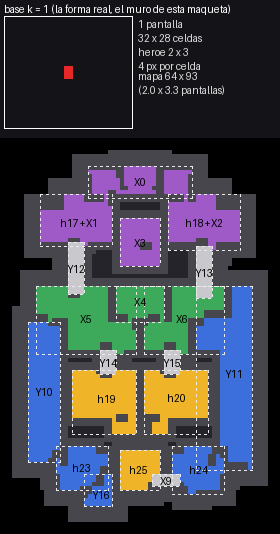 base k = 1 (la forma real, el muro de esta maqueta)
1 pantalla
32 x 28 celdas
heroe 2 x 3
4 px por celda
mapa 64 x 93
(2.0 x 3.3 pantallas)
X0
h17+X1
h18+X2
X3
Y12
Y13
X4
X5
X6
Y14
Y15
Y11
Y10
h19
h20
h23
h25
h24
X9
Y16